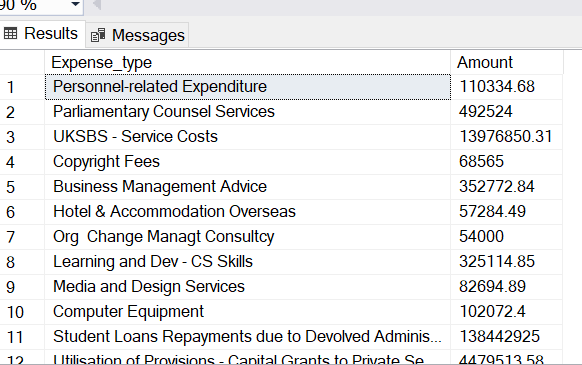 90 %
Results Messages
Expense_type Amount
1 Personnel-related Expenditure 110334.68
2 Parliamentary Counsel Services 492524
3 UKSBS - Service Costs 13976850.31
4 Copyright Fees 68565
5 Business Management Advice 352772.84
6 Hotel & Accommodation Overseas 57284.49
7 Org  Change Managt Consultcy 54000
8 Learning and Dev - CS Skills 325114.85
9 Media and Design Services 82694.89
10 Computer Equipment 102072.4
11 Student Loans Repayments due to Devolved Adminis... 138442925
12 Utilisation of Provisions - Capital Grants to Private Se... 4479513.58